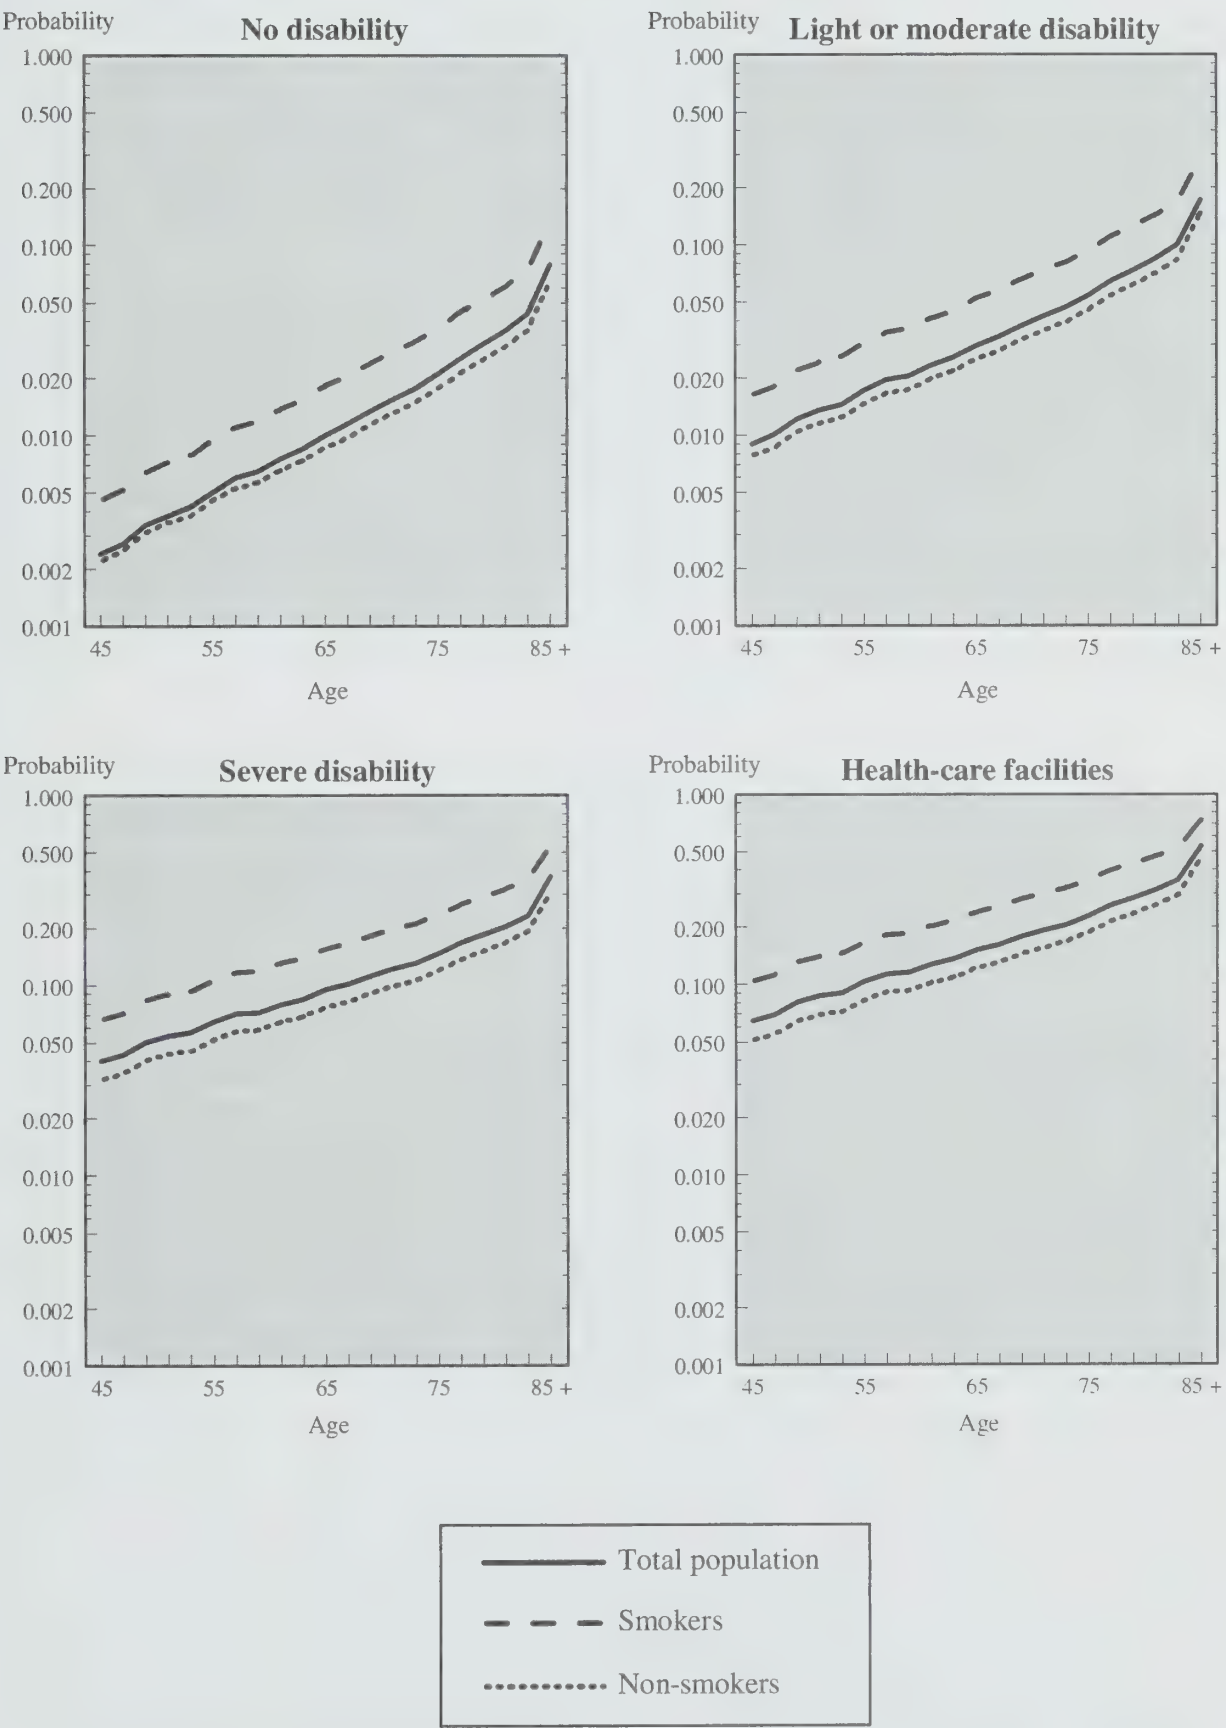 Probability
No disability
1.000
0.500
0.200
0.100
0.050
0.020
0.010
0.005
0.002
0.001
45 55 65 75 85 +
Age
Probability
Light or moderate disability
1.000
0.500
0.200
0.100
0.050
0.020
0.010
0.005
0.002
0.001
45 55 65 75 85 +
Age
Probability
Severe disability
1.000
0.500
0.200
0.100
0.050
0.020
0.010
0.005
0.002
0.001
45 55 65 75 85 +
Age
Probability
Health-care facilities
1.000
0.500
0.200
0.100
0.050
0.020
0.010
0.005
0.002
0.001
45 55 65 75 85 +
Age
Total population
Smokers
Non-smokers